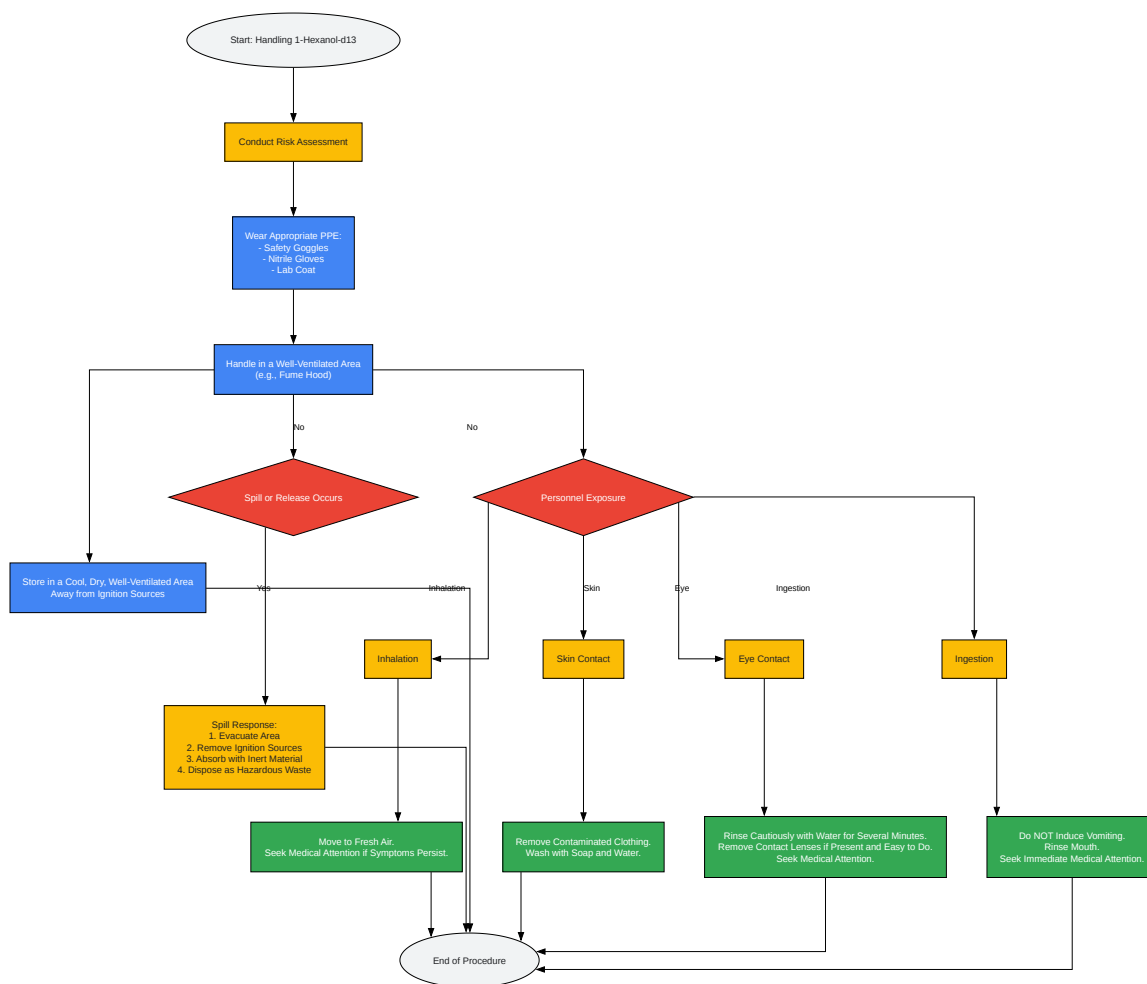 Start: Handling 1-Hexanol-d13
Conduct Risk Assessment
Wear Appropriate PPE:
- Safety Goggles
- Nitrile Gloves
- Lab Coat
Handle in a Well-Ventilated Area
(e.g., Fume Hood)
No
No
Spill or Release Occurs
Personnel Exposure
Store in a Cool, Dry, Well-Ventilated Area
Away from Ignition Sources
Yes
Inhalation
Skin
Eye
Ingestion
Inhalation
Skin Contact
Eye Contact
Ingestion
Spill Response:
1. Evacuate Area
2. Remove Ignition Sources
3. Absorb with Inert Material
4. Dispose as Hazardous Waste
Move to Fresh Air.
Seek Medical Attention if Symptoms Persist.
Remove Contaminated Clothing.
Wash with Soap and Water.
Rinse Cautiously with Water for Several Minutes.
Remove Contact Lenses if Present and Easy to Do.
Seek Medical Attention.
Do NOT Induce Vomiting.
Rinse Mouth.
Seek Immediate Medical Attention.
End of Procedure